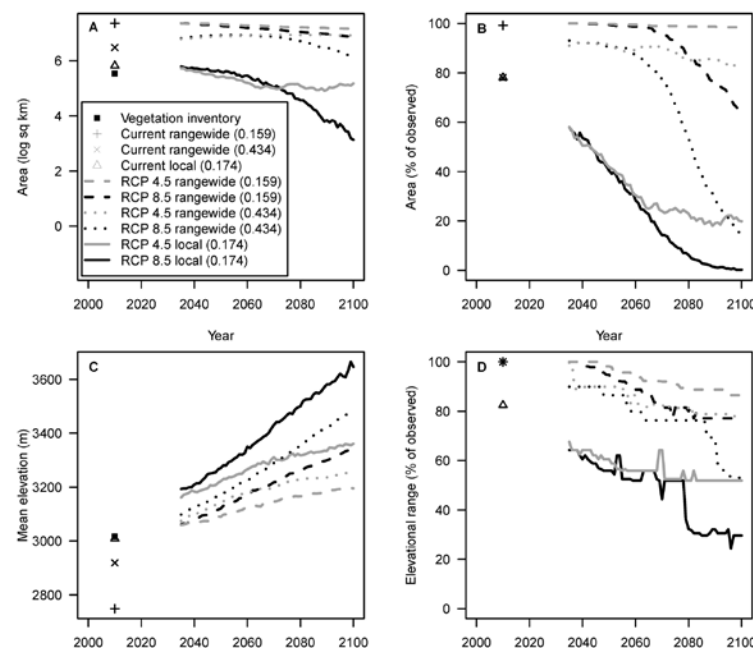 A
Area (log sq km)
6
4
2
0
Vegetation inventory
Current rangewide (0.159)
Current rangewide (0.434)
Current local (0.174)
RCP 4.5 rangewide (0.159)
RCP 8.5 rangewide (0.159)
RCP 4.5 rangewide (0.434)
RCP 8.5 rangewide (0.434)
RCP 4.5 local (0.174)
RCP 8.5 local (0.174)
2000 2020 2040 2060 2080 2100
Year
B
Area (% of observed)
100
80
60
40
20
0
2000 2020 2040 2060 2080 2100
Year
C
Mean elevation (m)
3600
3400
3200
3000
2800
2000 2020 2040 2060 2080 2100
D
Elevational range (% of observed)
100
80
60
40
20
0
2000 2020 2040 2060 2080 2100